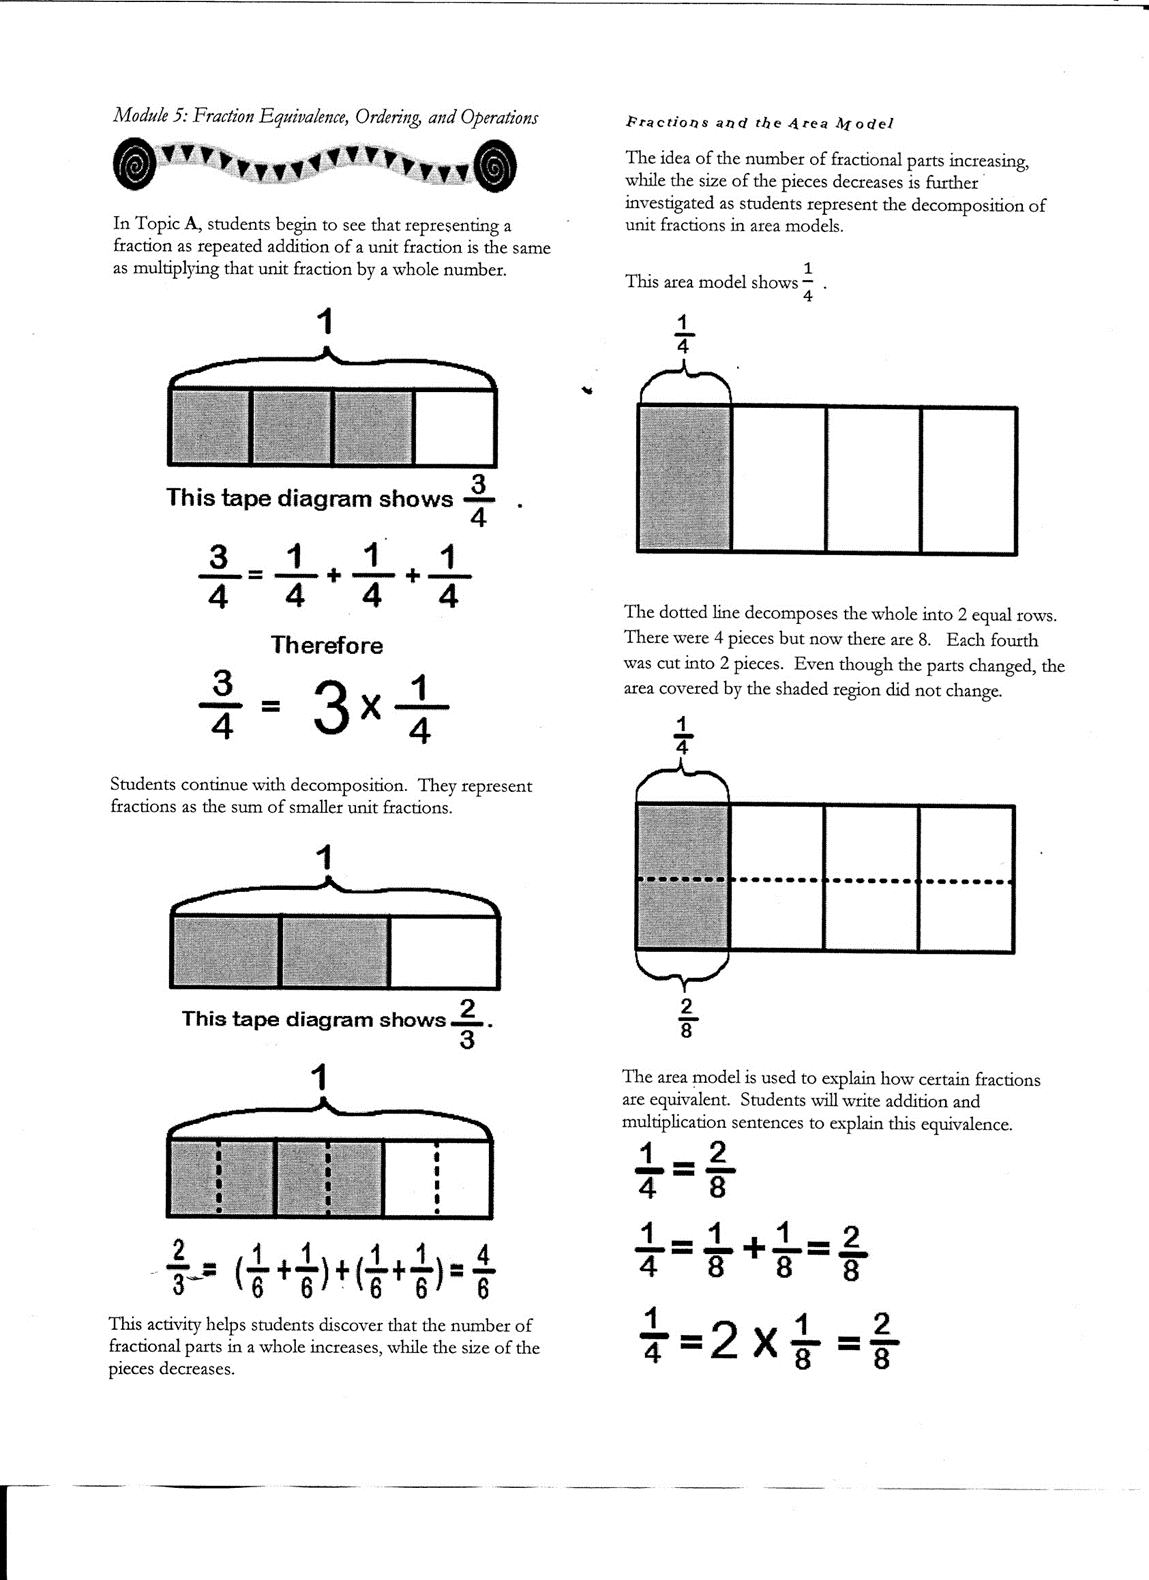 Module 5: Fraction Equivalence, Ordering, and Operations
In Topic A, students begin to see that representing a
fraction as repeated addition of a unit fraction is the same
as multiplying that unit fraction by a whole number.
1
This tape diagram shows 3/4 .
3/4 = 1/4 + 1/4 + 1/4
Therefore
3/4 = 3 x 1/4
Students continue with decomposition. They represent
fractions as the sum of smaller unit fractions.
1
This tape diagram shows 2/3.
1
2/3 = (1/6 + 1/6) + (1/6 + 1/6) = 4/6
This activity helps students discover that the number of
fractional parts in a whole increases, while the size of the
pieces decreases.
Fractions and the Area Model
The idea of the number of fractional parts increasing,
while the size of the pieces decreases is further
investigated as students represent the decomposition of
unit fractions in area models.
This area model shows 1/4 .
1/4
The dotted line decomposes the whole into 2 equal rows.
There were 4 pieces but now there are 8. Each fourth
was cut into 2 pieces. Even though the parts changed, the
area covered by the shaded region did not change.
1/4
2/8
The area model is used to explain how certain fractions
are equivalent. Students will write addition and
multiplication sentences to explain this equivalence.
1/4 = 2/8
1/4 = 1/8 + 1/8 = 2/8
1/4 = 2 x 1/8 = 2/8